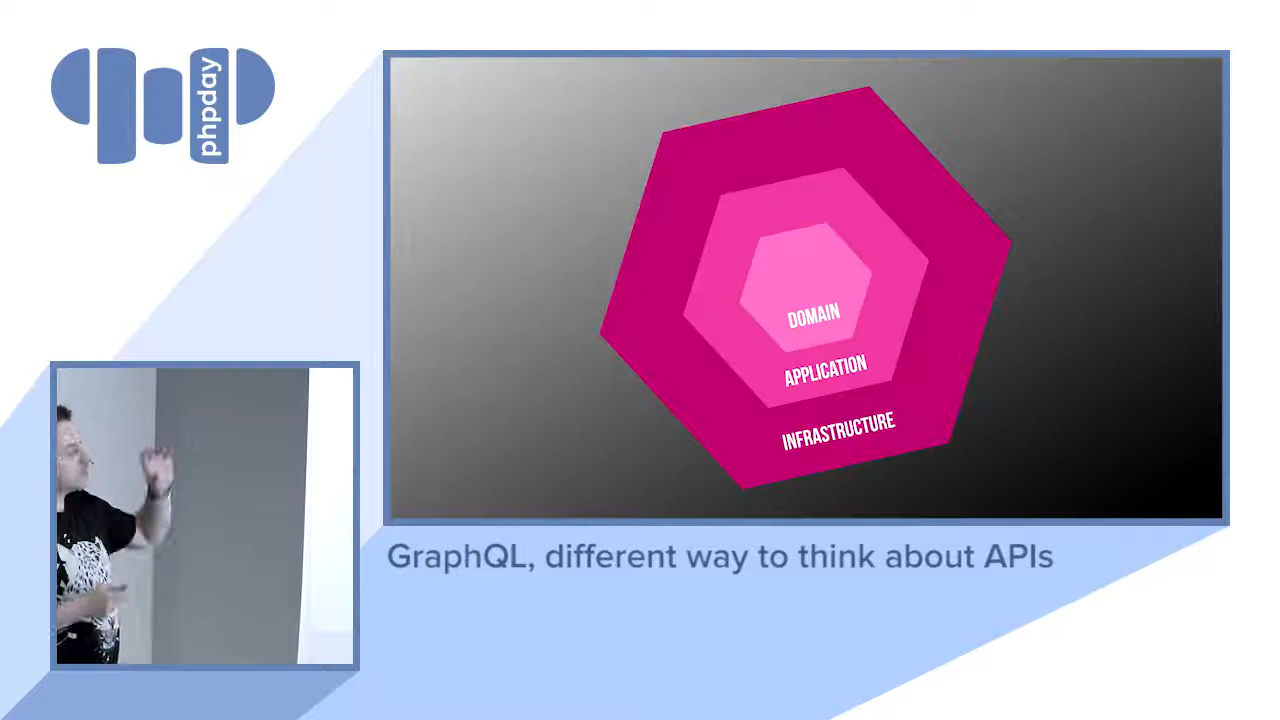 phpday
DOMAIN
APPLICATION
INFRASTRUCTURE
GraphQL, different way to think about APIs